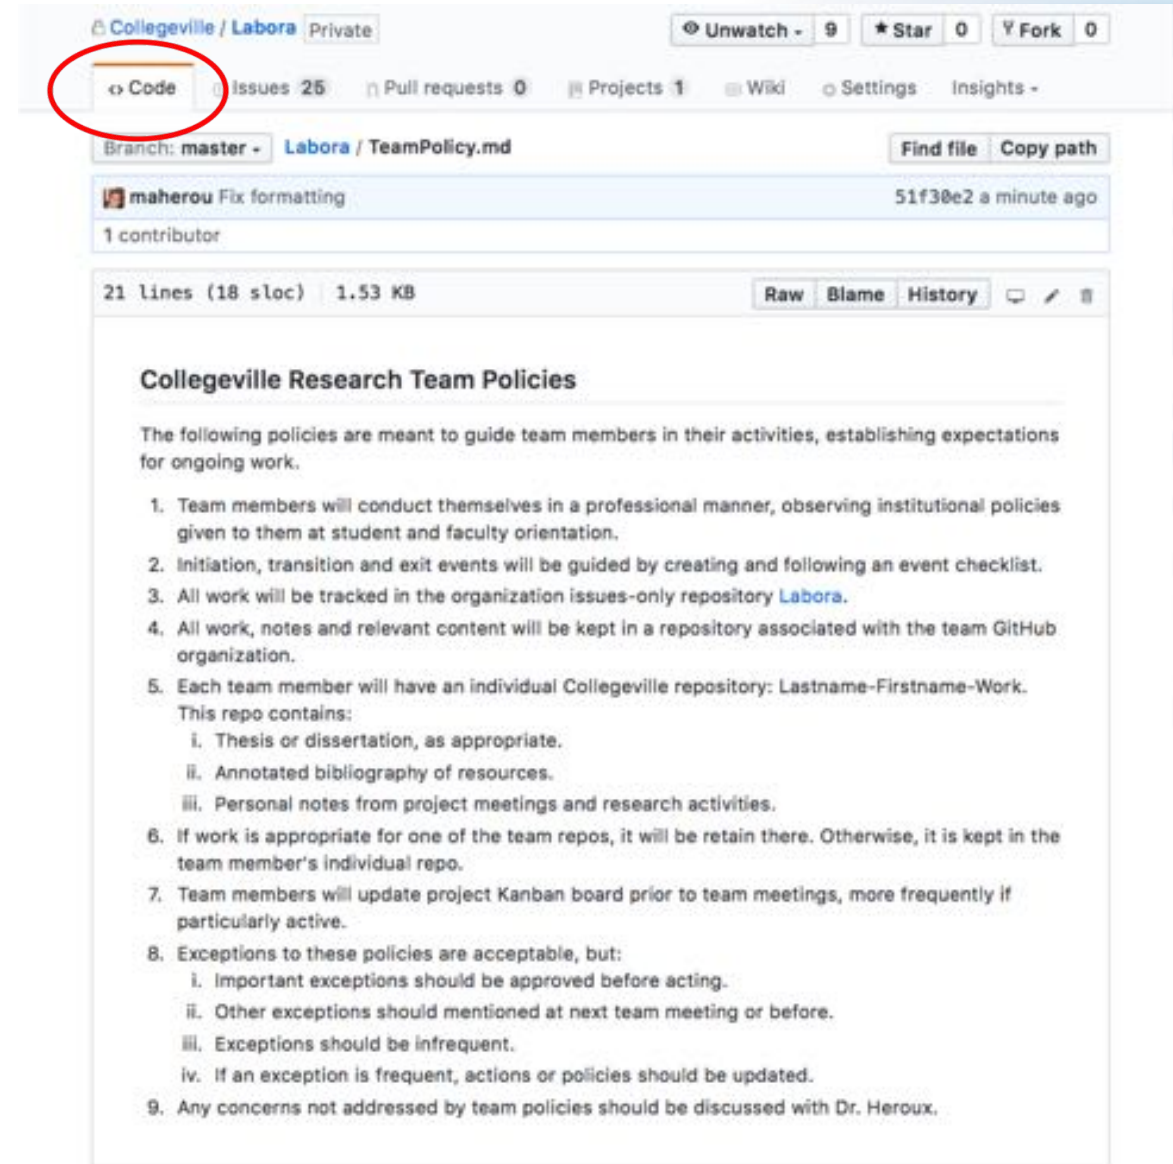 Collegeville / Labora Private Unwatch 9 Star 0 Fork 0
Code Issues 25 Pull requests 0 Projects 1 Wiki Settings Insights
Branch: master Labora / TeamPolicy.md Find file Copy path
maherou Fix formatting 51f30e2 a minute ago
1 contributor
21 lines (18 sloc) 1.53 KB Raw Blame History
Collegeville Research Team Policies
The following policies are meant to guide team members in their activities, establishing expectations
for ongoing work.
1. Team members will conduct themselves in a professional manner, observing institutional policies
given to them at student and faculty orientation.
2. Initiation, transition and exit events will be guided by creating and following an event checklist.
3. All work will be tracked in the organization issues-only repository Labora.
4. All work, notes and relevant content will be kept in a repository associated with the team GitHub
organization.
5. Each team member will have an individual Collegeville repository: Lastname-Firstname-Work.
This repo contains:
i. Thesis or dissertation, as appropriate.
ii. Annotated bibliography of resources.
iii. Personal notes from project meetings and research activities.
6. If work is appropriate for one of the team repos, it will be retain there. Otherwise, it is kept in the
team member's individual repo.
7. Team members will update project Kanban board prior to team meetings, more frequently if
particularly active.
8. Exceptions to these policies are acceptable, but:
i. Important exceptions should be approved before acting.
ii. Other exceptions should mentioned at next team meeting or before.
iii. Exceptions should be infrequent.
iv. If an exception is frequent, actions or policies should be updated.
9. Any concerns not addressed by team policies should be discussed with Dr. Heroux.